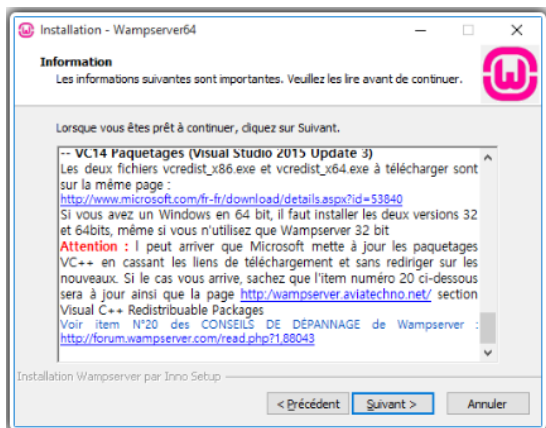 Installation - Wampserver64
Information
Les informations suivantes sont importantes. Veuillez les lire avant de continuer.
Lorsque vous êtes prêt à continuer, cliquez sur Suivant.
-- VC14 Paquetages (Visual Studio 2015 Update 3)
Les deux fichiers vcredist_x86.exe et vcredist_x64.exe à télécharger sont
sur la même page :
http://www.microsoft.com/fr-fr/download/details.aspx?id=53840
Si vous avez un Windows en 64 bit, il faut installer les deux versions 32
et 64bits, même si vous n'utilisez que Wampserver 32 bit
Attention : l peut arriver que Microsoft mette à jour les paquetages
VC++ en cassant les liens de téléchargement et sans rediriger sur les
nouveaux. Si le cas vous arrive, sachez que l'item numéro 20 ci-dessous
sera à jour ainsi que la page http:/wampserver.aviatechno.net/ section
Visual C++ Redistribuable Packages
Voir item N°20 des CONSEILS DE DÉPANNAGE de Wampserver :
http://forum.wampserver.com/read.php?1,88043
Installation Wampserver par Inno Setup
< Précédent Suivant > Annuler